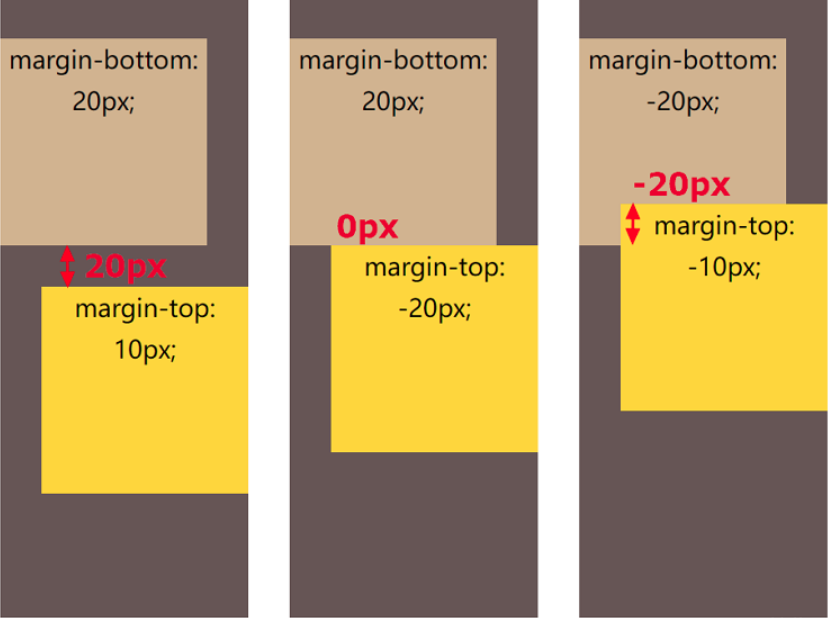 margin-bottom:
20px;
20px
margin-top:
10px;
margin-bottom:
20px;
0px
margin-top:
-20px;
margin-bottom:
-20px;
-20px
margin-top:
-10px;